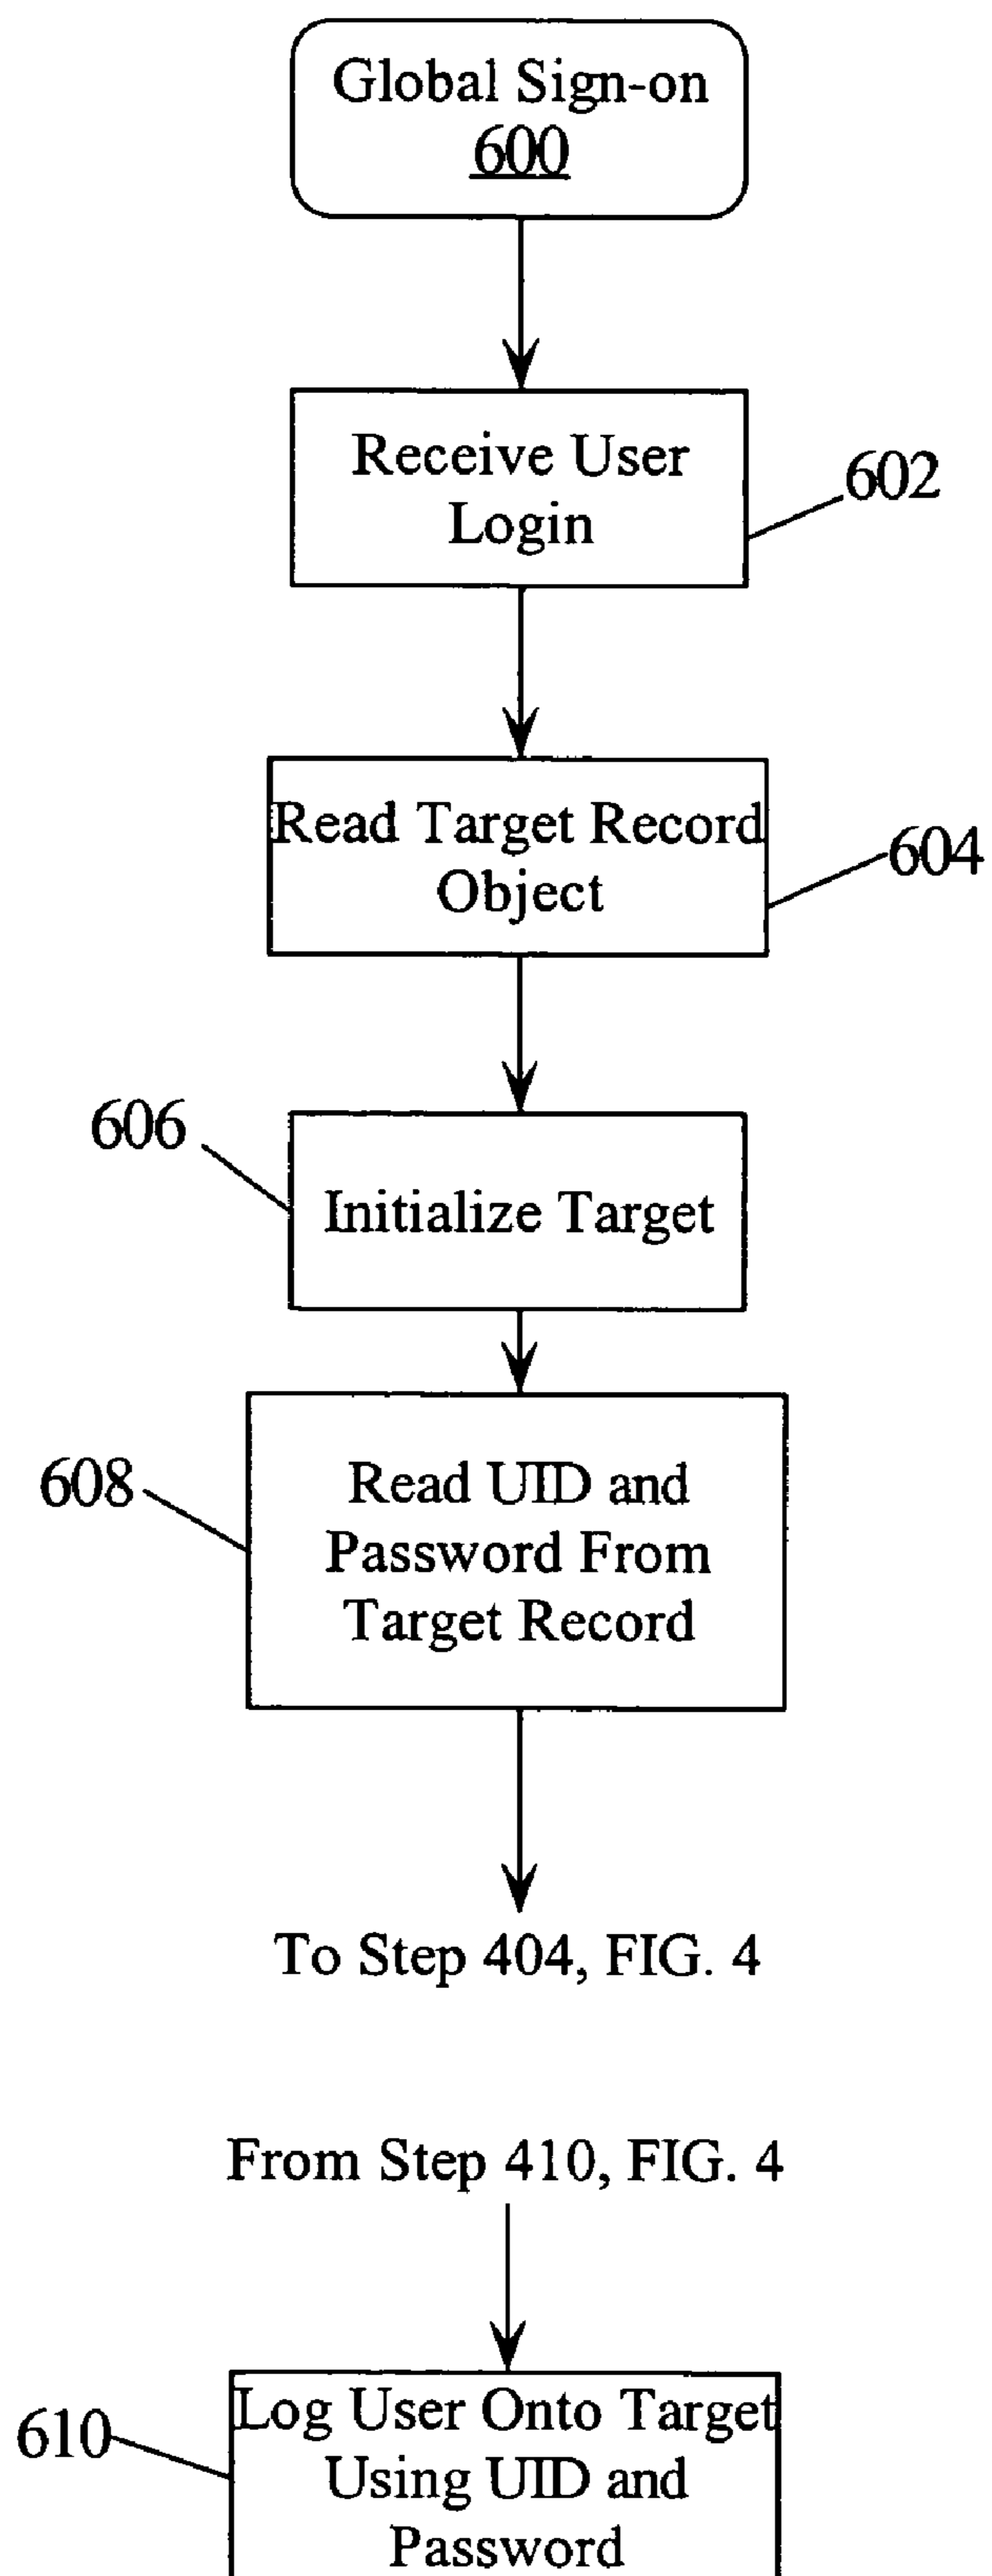 Global Sign-on
600
Receive User
Login
602
Read Target Record
Object
604
606
Initialize Target
608
Read UID and
Password From
Target Record
To Step 404, FIG. 4
From Step 410, FIG. 4
610
Log User Onto Target
Using UID and
Password